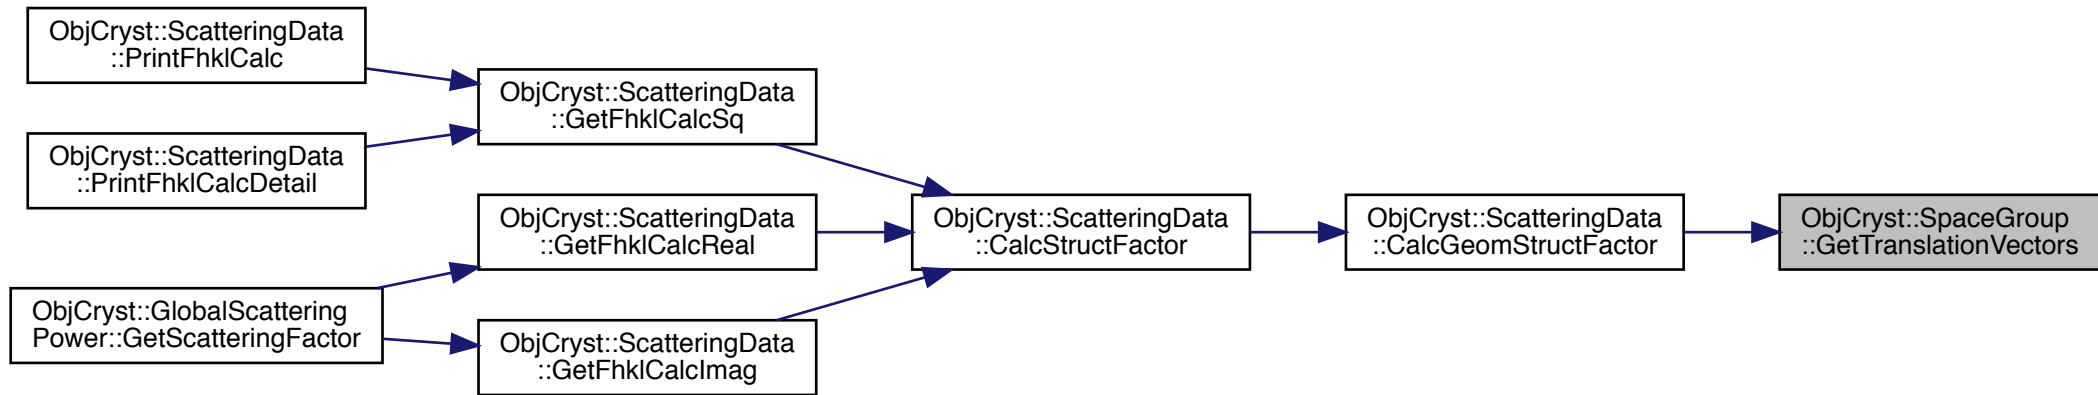 ObjCryst::ScatteringData
::PrintFhklCalc
ObjCryst::ScatteringData
::PrintFhklCalcDetail
ObjCryst::GlobalScattering
Power::GetScatteringFactor
ObjCryst::ScatteringData
::GetFhklCalcSq
ObjCryst::ScatteringData
::GetFhklCalcReal
ObjCryst::ScatteringData
::GetFhklCalcImag
ObjCryst::ScatteringData
::CalcStructFactor
ObjCryst::ScatteringData
::CalcGeomStructFactor
ObjCryst::SpaceGroup
::GetTranslationVectors